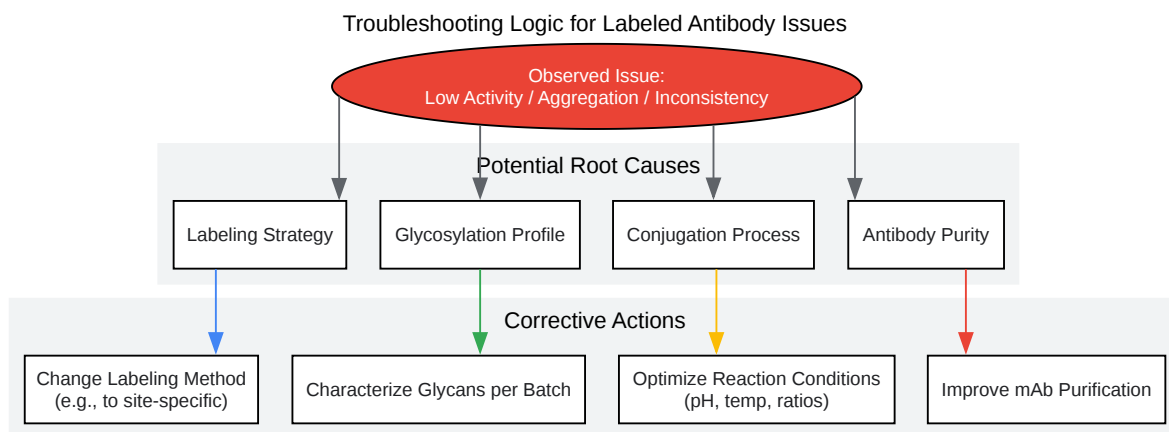 Troubleshooting Logic for Labeled Antibody Issues
Observed Issue:
Low Activity / Aggregation / Inconsistency
Potential Root Causes
Labeling Strategy
Glycosylation Profile
Conjugation Process
Antibody Purity
Corrective Actions
Change Labeling Method
(e.g., to site-specific)
Characterize Glycans per Batch
Optimize Reaction Conditions
(pH, temp, ratios)
Improve mAb Purification